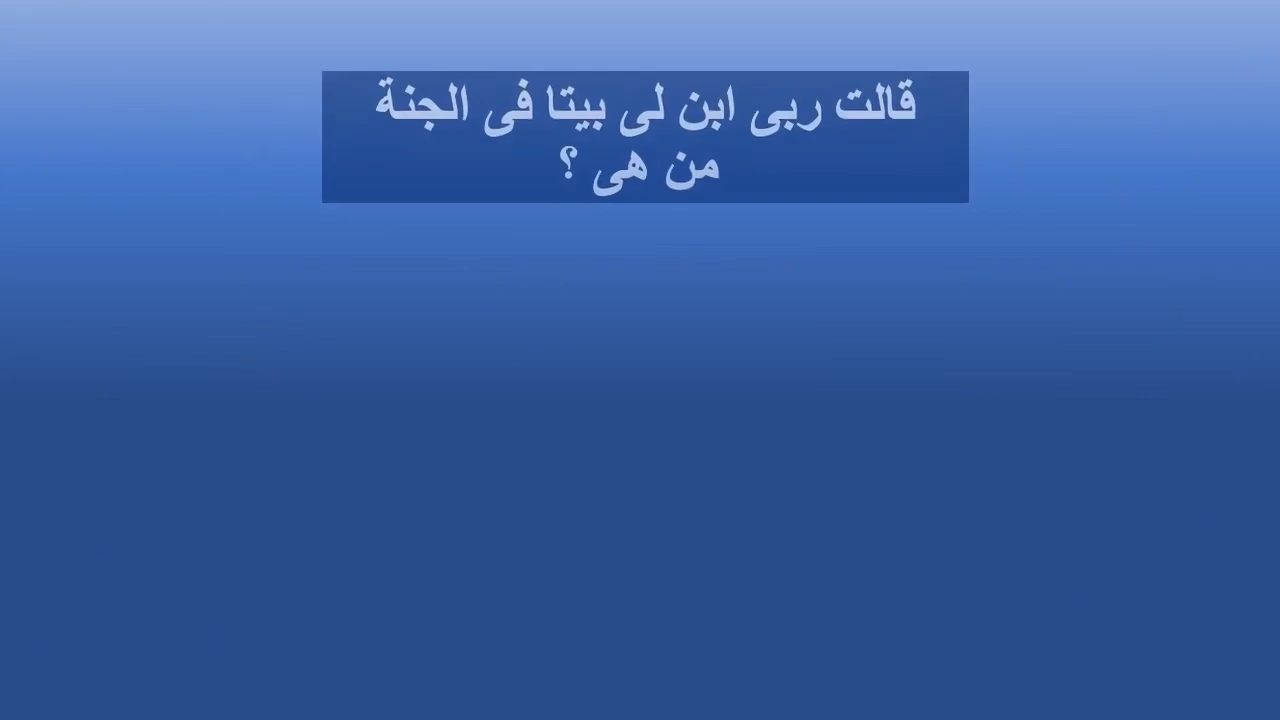 قالت ربى ابن لى بيتا فى الجنة
من هى ؟